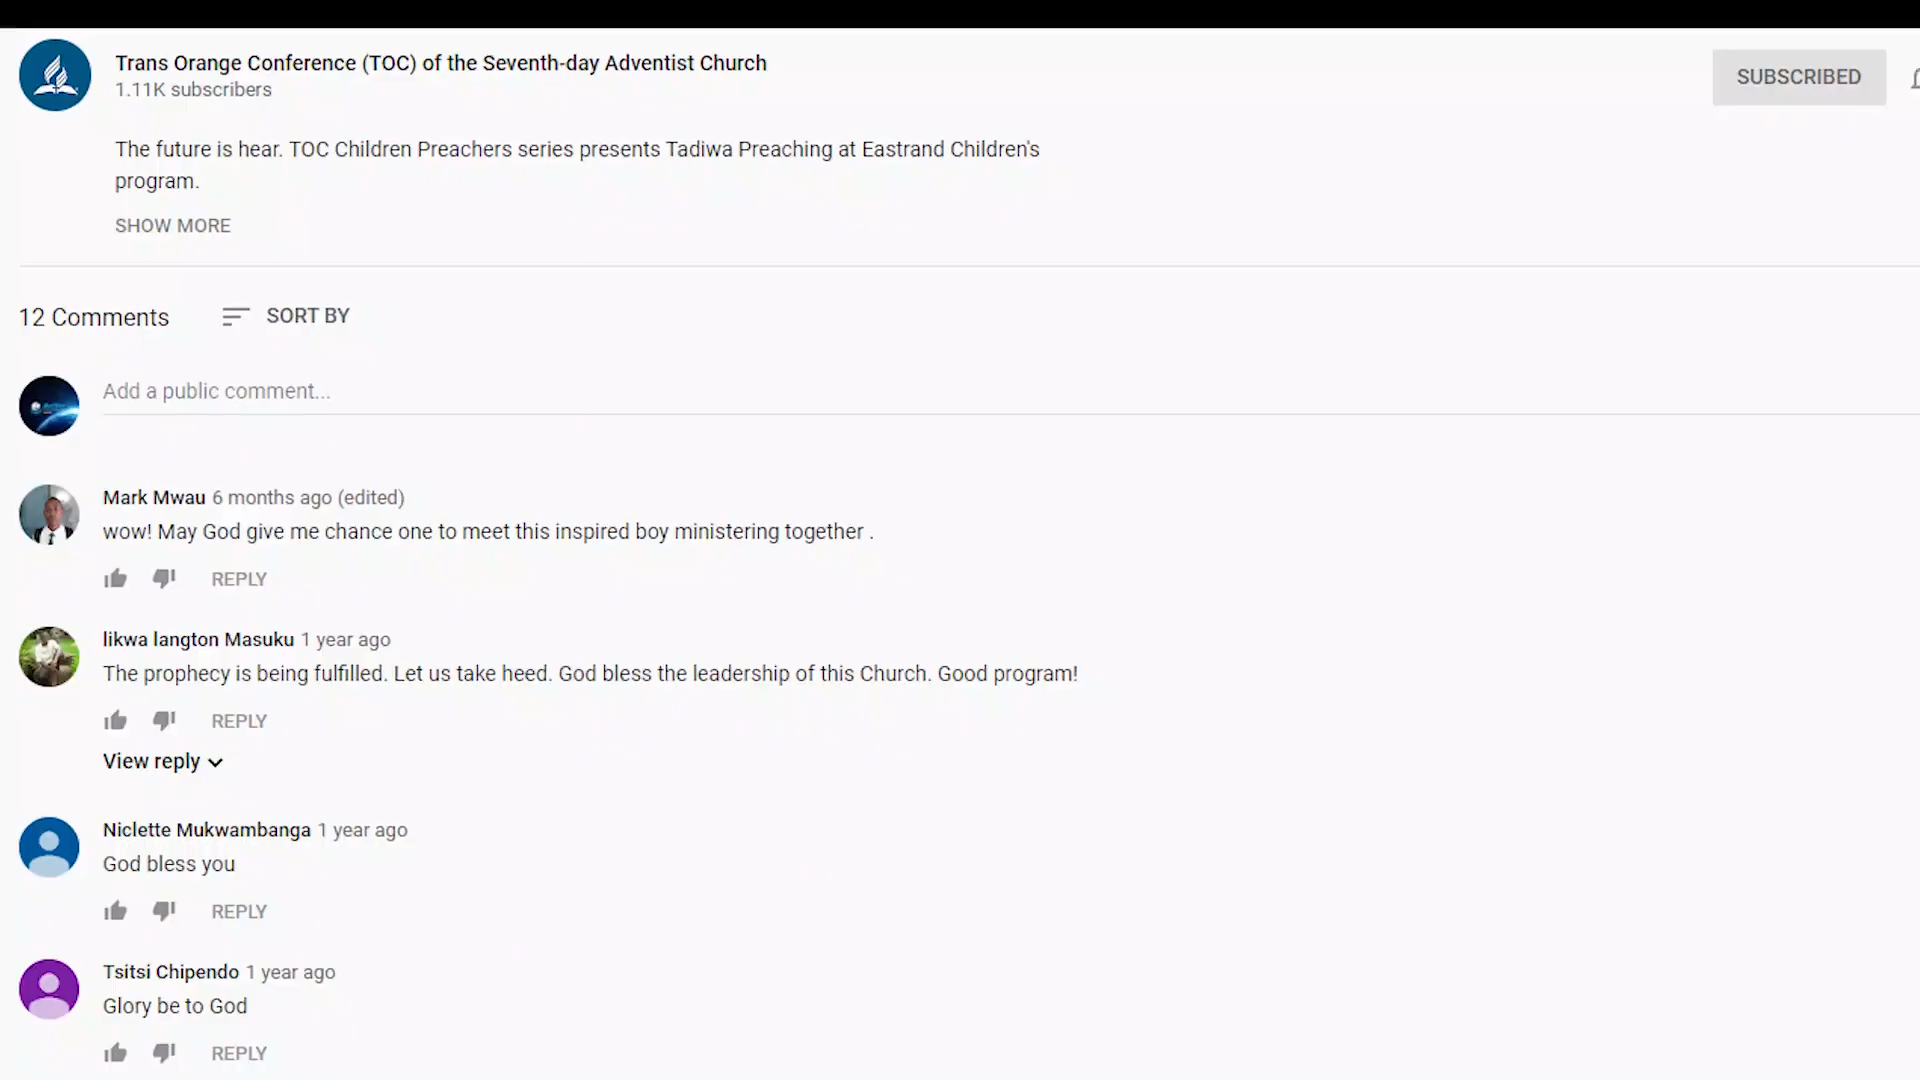 Trans Orange Conference (TOC) of the Seventh-day Adventist Church
1.11K subscribers
SUBSCRIBED
The future is hear. TOC Children Preachers series presents Tadiwa Preaching at Eastrand Children's
program.
SHOW MORE
12 Comments SORT BY
Add a public comment...
Mark Mwau 6 months ago (edited)
wow! May God give me chance one to meet this inspired boy ministering together .
REPLY
likwa langton Masuku 1 year ago
The prophecy is being fulfilled. Let us take heed. God bless the leadership of this Church. Good program!
REPLY
View reply
Niclette Mukwambanga 1 year ago
God bless you
REPLY
Tsitsi Chipendo 1 year ago
Glory be to God
REPLY